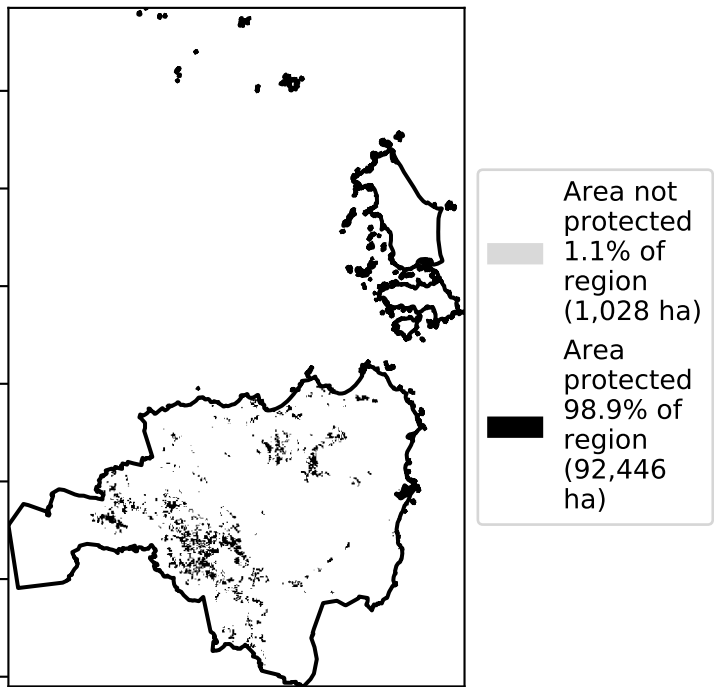 Area not
protected
1.1% of
region
(1,028 ha)
Area
protected
98.9% of
region
(92,446
ha)